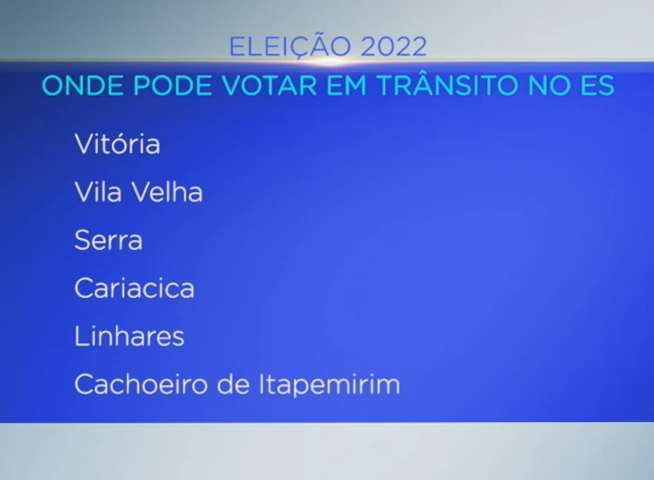 ELEIÇÃO 2022
ONDE PODE VOTAR EM TRÂNSITO NO ES
Vitória
Vila Velha
Serra
Cariacica
Linhares
Cachoeiro de Itapemirim